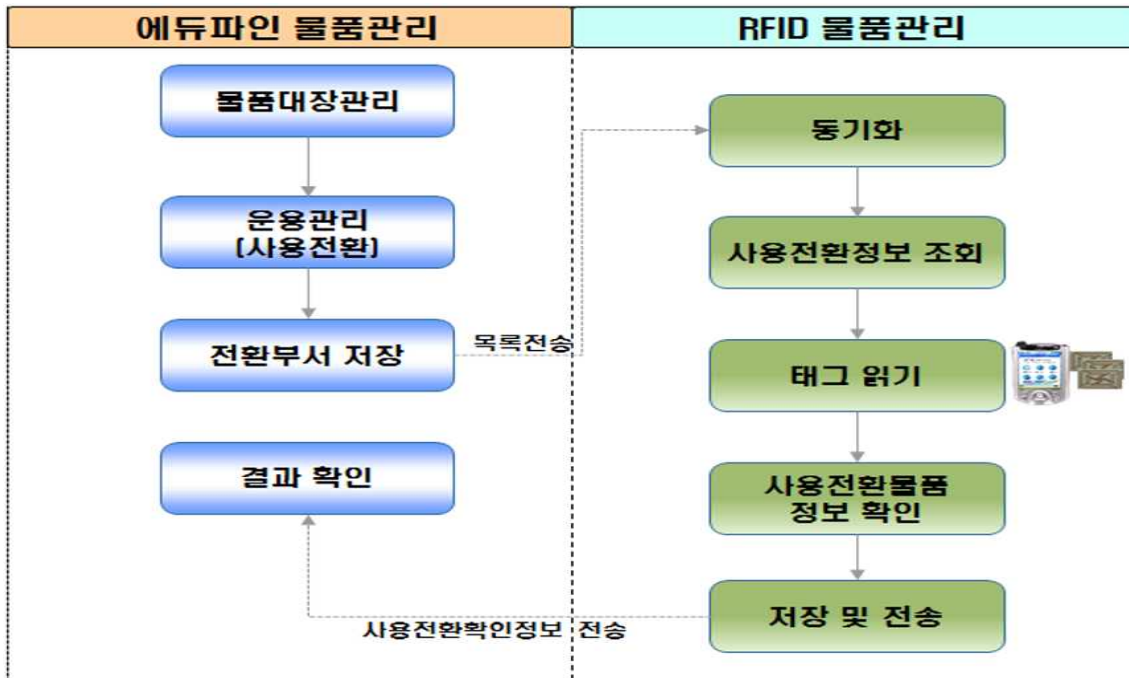 에듀파인 물품관리
RFID 물품관리
물품대장관리
운용관리
(사용전환)
전환부서 저장
목록전송
결과 확인
동기화
사용전환정보 조회
태그 읽기
사용전환물품
정보 확인
저장 및 전송
사용전환확인정보 전송